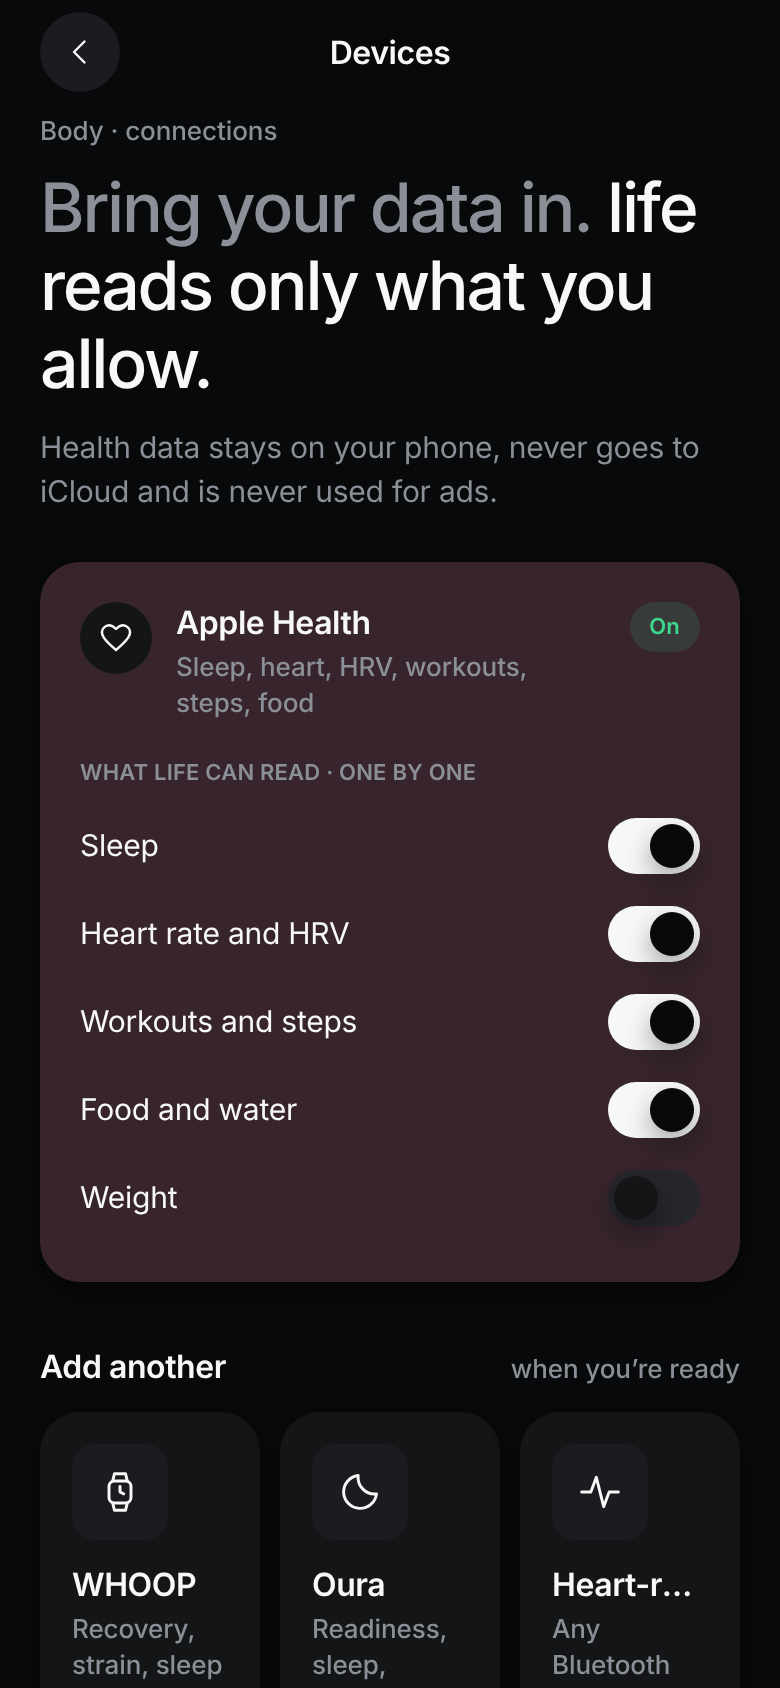 Devices
Body · connections
Bring your data in. life
reads only what you
allow.
Health data stays on your phone, never goes to
iCloud and is never used for ads.
Apple Health
On
Sleep, heart, HRV, workouts,
steps, food
WHAT LIFE CAN READ · ONE BY ONE
Sleep
Heart rate and HRV
Workouts and steps
Food and water
Weight
Add another
when you’re ready
WHOOP
Recovery,
strain, sleep
Oura
Readiness,
sleep,
Heart-r...
Any
Bluetooth